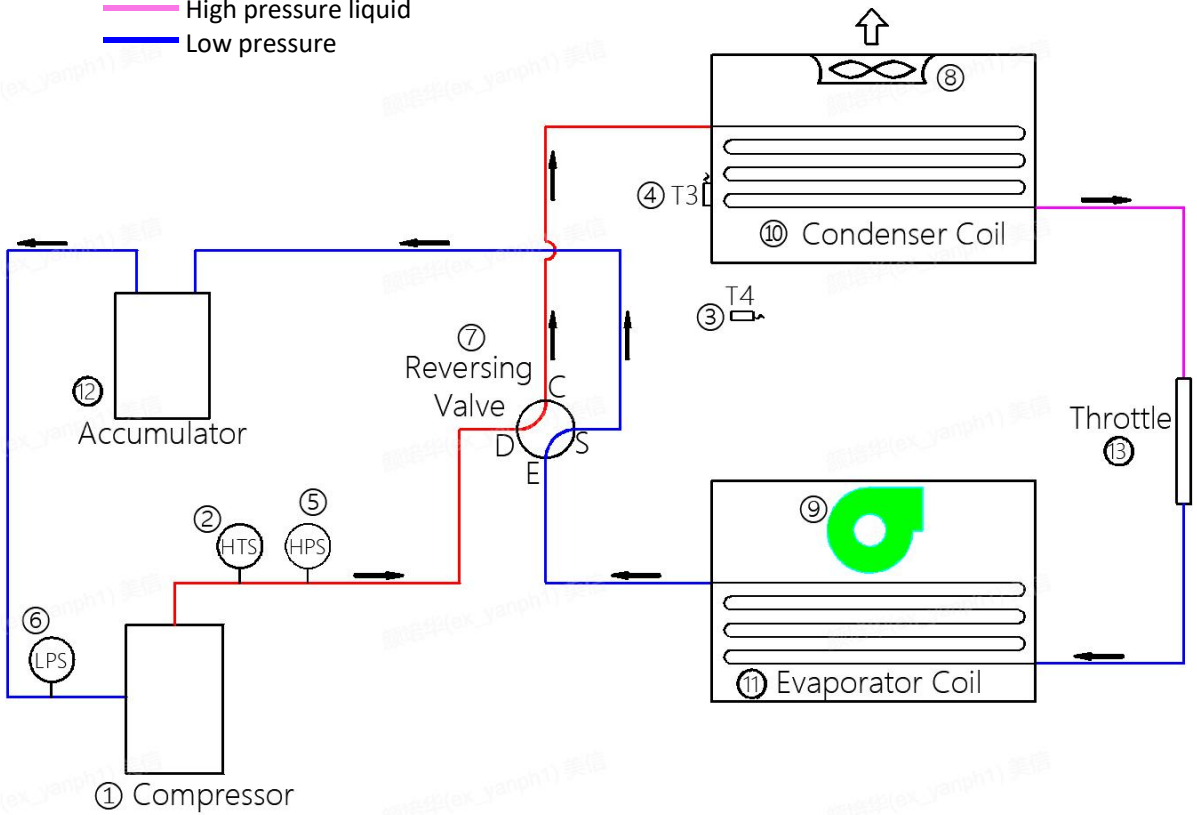 High pressure liquid
Low pressure
⑧
④ T3
⑩ Condenser Coil
T4
③
⑦
Reversing
Valve
C
D
S
E
⑫
Accumulator
Throttle
⑬
②
HTS
⑤
HPS
⑨
⑥
LPS
⑪ Evaporator Coil
① Compressor